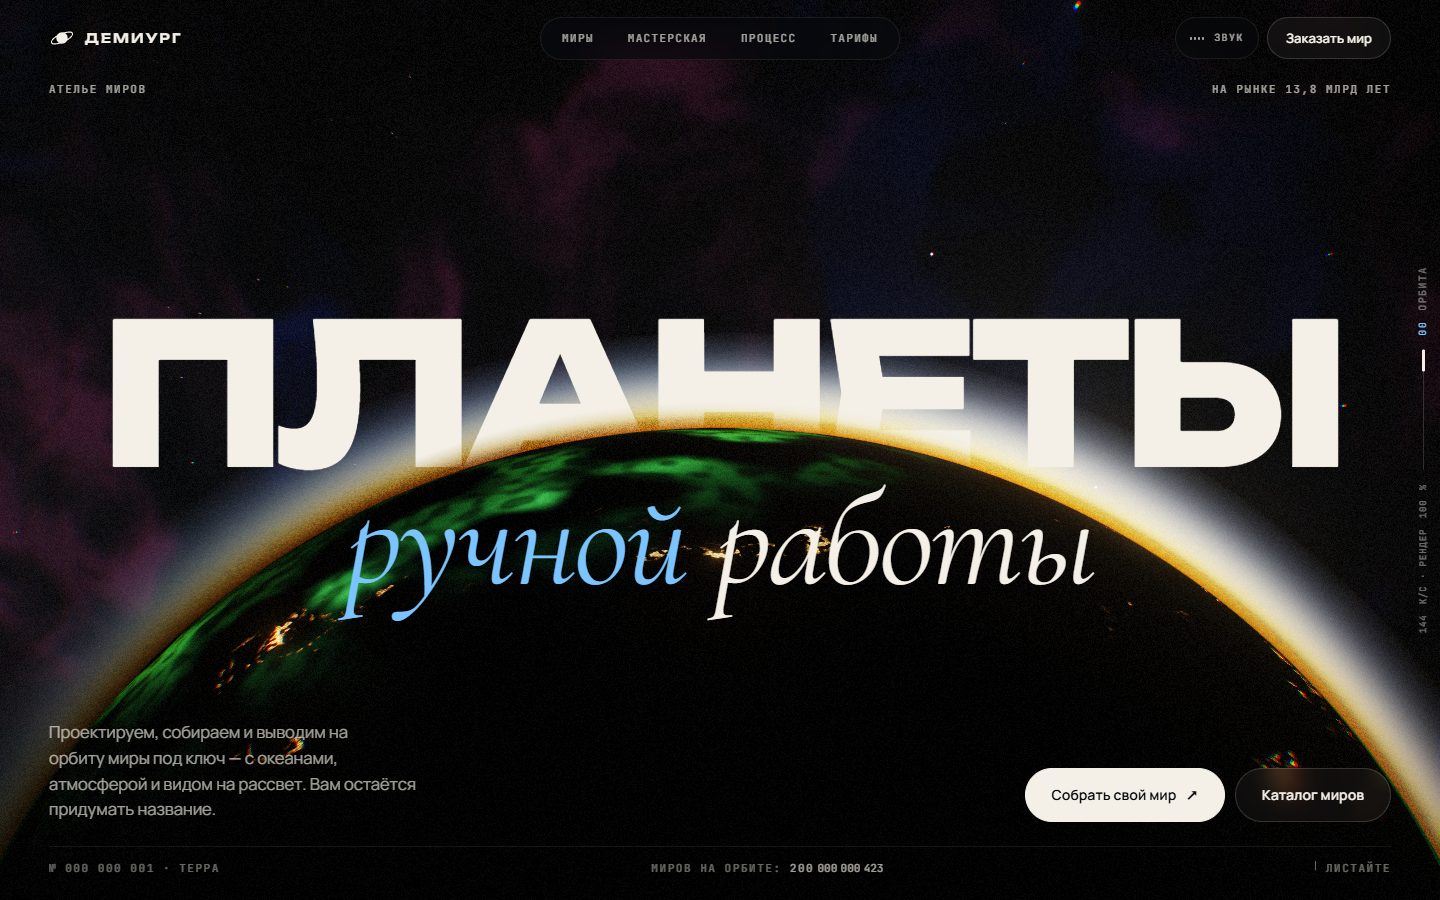 ДЕМИУРГ
МИРЫ МАСТЕРСКАЯ ПРОЦЕСС ТАРИФЫ
ЗВУК
Заказать мир
АТЕЛЬЕ МИРОВ
НА РЫНКЕ 13,8 МЛРД ЛЕТ
ПЛАНЕТЫ
ручной работы
00 ОРБИТА
144 К/С · РЕНДЕР 100 %
Проектируем, собираем и выводим на
орбиту миры под ключ — с океанами,
атмосферой и видом на рассвет. Вам остаётся
придумать название.
Собрать свой мир ↗
Каталог миров
№ 000 000 001 · ТЕРРА
МИРОВ НА ОРБИТЕ: 200 000 000 423
ЛИСТАЙТЕ